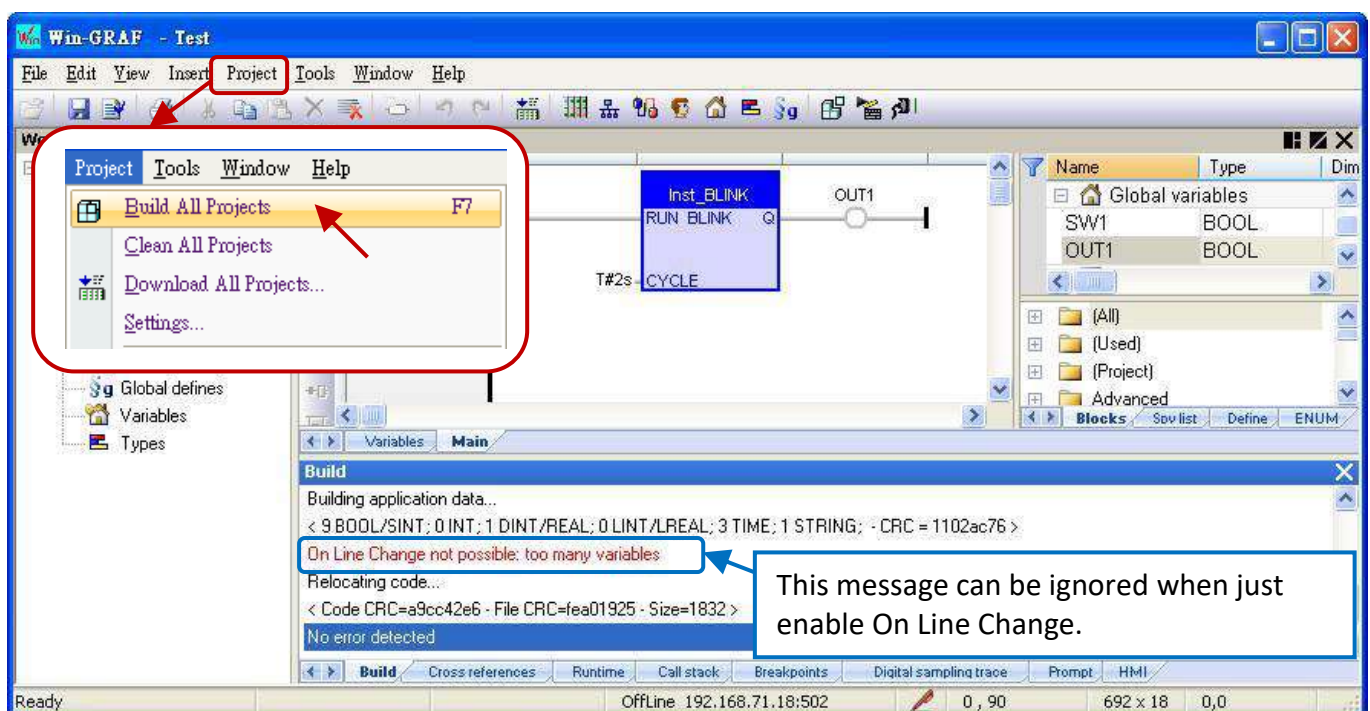 Win-GRAF - Test
File Edit View Insert Project Tools Window Help
Project Tools Window Help
Build All Projects F7
Clean All Projects
Download All Projects...
Settings...
Inst_BLINK
RUN BLINK Q
OUT1
T#2s
CYCLE
Name Type Dim
Global variables
SW1 BOOL
OUT1 BOOL
(All)
(Used)
(Project)
Advanced
Blocks Spy list Define ENUM
Global defines
Variables
Types
Variables Main
Build
Building application data...
< 9 BOOL/SINT; 0 INT; 1 DINT/REAL; 0 LINT/LREAL; 3 TIME; 1 STRING; - CRC = 1102ac76 >
On Line Change not possible: too many variables
Relocating code...
< Code CRC=a9cc42e6 - File CRC=fea01925 - Size=1832 >
No error detected
This message can be ignored when just
enable On Line Change.
Build Cross references Runtime Call stack Breakpoints Digital sampling trace Prompt HMI
Ready OffLine 192.168.71.18:502 0 , 90 692 x 18 0,0